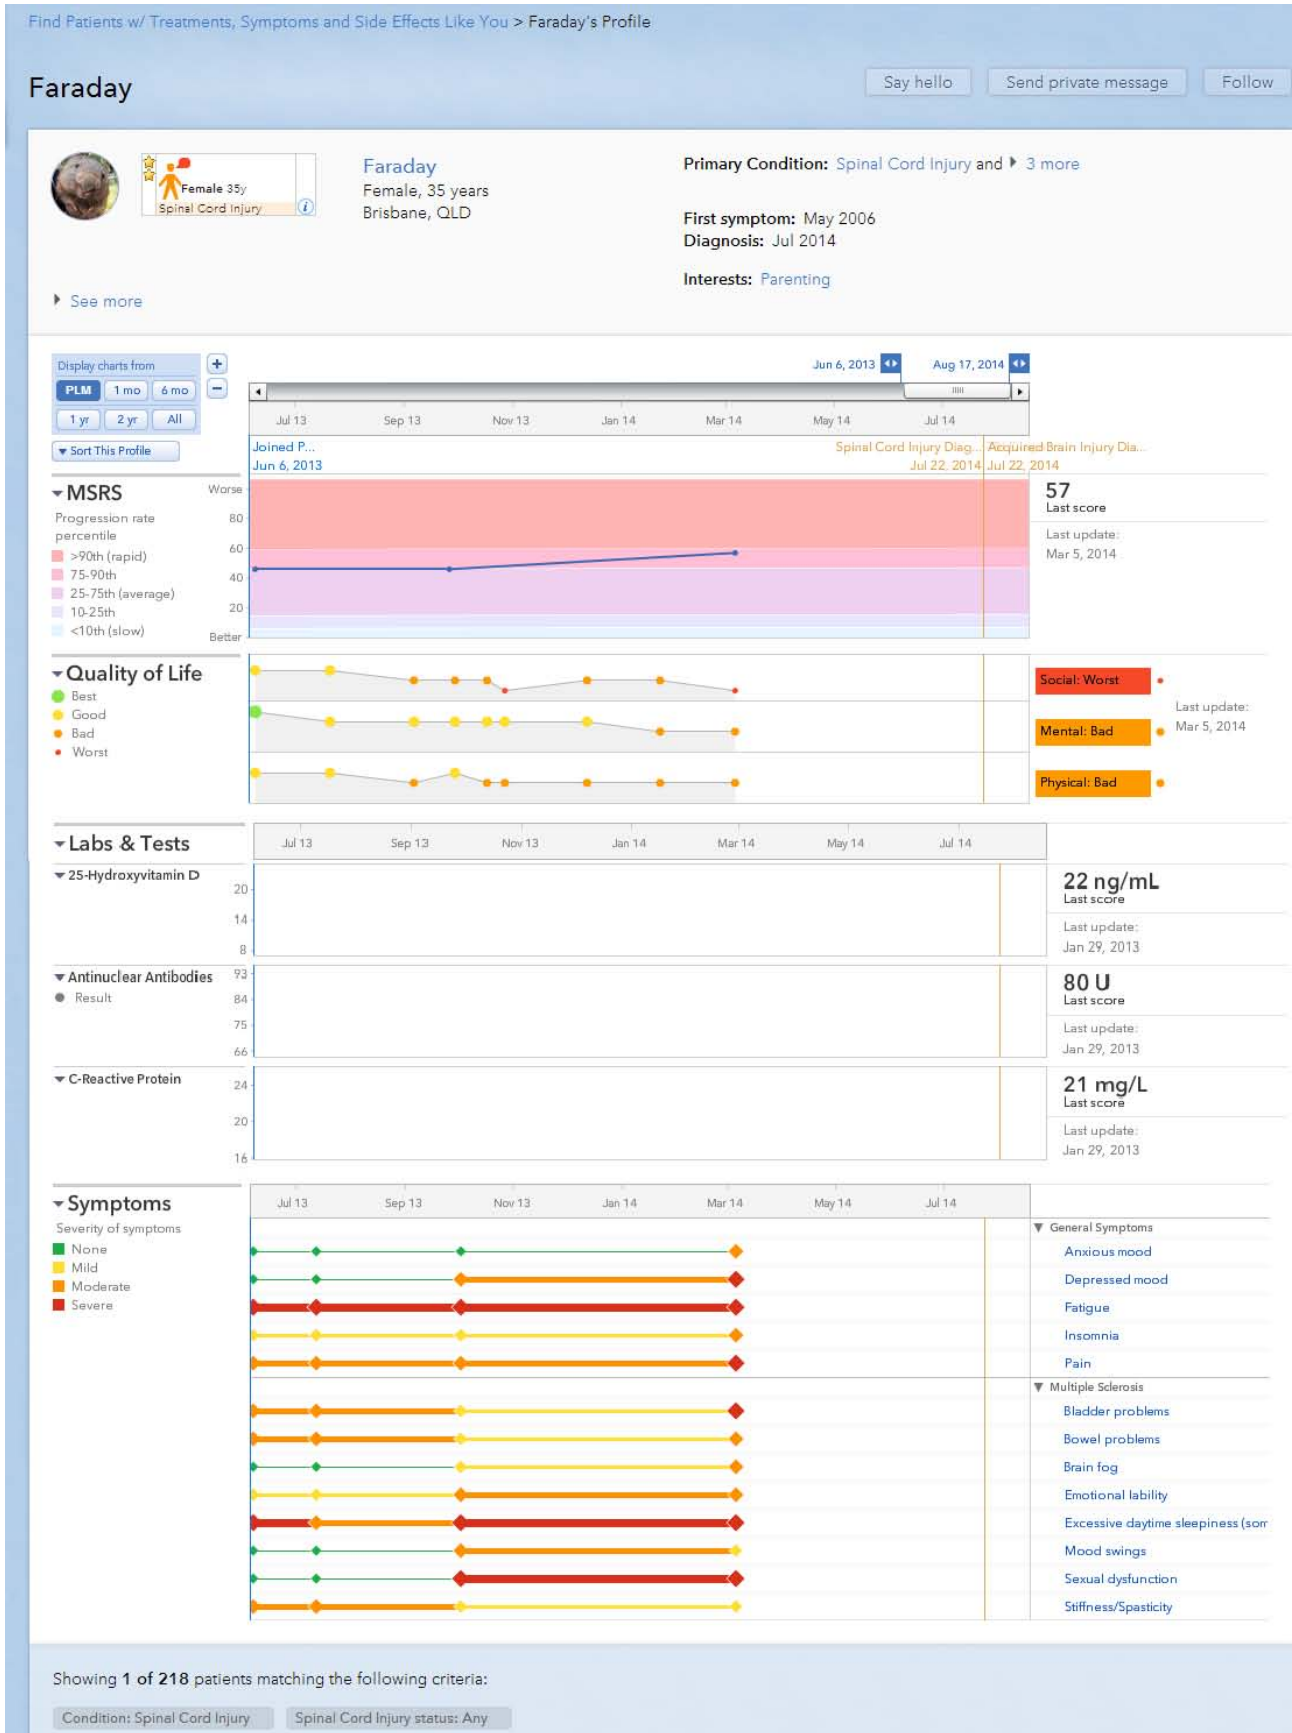 Find Patients w/ Treatments, Symptoms and Side Effects Like You > Faraday's Profile
Faraday
Say hello
Send private message
Follow
Female 35y
Spinal Cord Injury
Faraday
Female, 35 years
Brisbane, QLD
Primary Condition: Spinal Cord Injury and 3 more
First symptom: May 2006
Diagnosis: Jul 2014
Interests: Parenting
See more
Display charts from
PLM 1 mo 6 mo
1 yr 2 yr All
Sort This Profile
Jun 6, 2013
Aug 17, 2014
Jul 13 Sep 13 Nov 13 Jan 14 Mar 14 May 14 Jul 14
Joined P...
Jun 6, 2013
Spinal Cord Injury Diag...
Jul 22, 2014
Acquired Brain Injury Dia...
Jul 22, 2014
MSRS
Progression rate
percentile
>90th (rapid)
75-90th
25-75th (average)
10-25th
<10th (slow)
Worse
80
60
40
20
Better
57
Last score
Last update:
Mar 5, 2014
Quality of Life
Best
Good
Bad
Worst
Social: Worst
Mental: Bad
Physical: Bad
Last update:
Mar 5, 2014
Labs & Tests
Jul 13 Sep 13 Nov 13 Jan 14 Mar 14 May 14 Jul 14
25-Hydroxyvitamin D
20
14
8
22 ng/mL
Last score
Last update:
Jan 29, 2013
Antinuclear Antibodies
Result
93
84
75
66
80 U
Last score
Last update:
Jan 29, 2013
C-Reactive Protein
24
20
16
21 mg/L
Last score
Last update:
Jan 29, 2013
Symptoms
Severity of symptoms
None
Mild
Moderate
Severe
Jul 13 Sep 13 Nov 13 Jan 14 Mar 14 May 14 Jul 14
General Symptoms
Anxious mood
Depressed mood
Fatigue
Insomnia
Pain
Multiple Sclerosis
Bladder problems
Bowel problems
Brain fog
Emotional lability
Excessive daytime sleepiness (som
Mood swings
Sexual dysfunction
Stiffness/Spasticity
Showing 1 of 218 patients matching the following criteria:
Condition: Spinal Cord Injury
Spinal Cord Injury status: Any